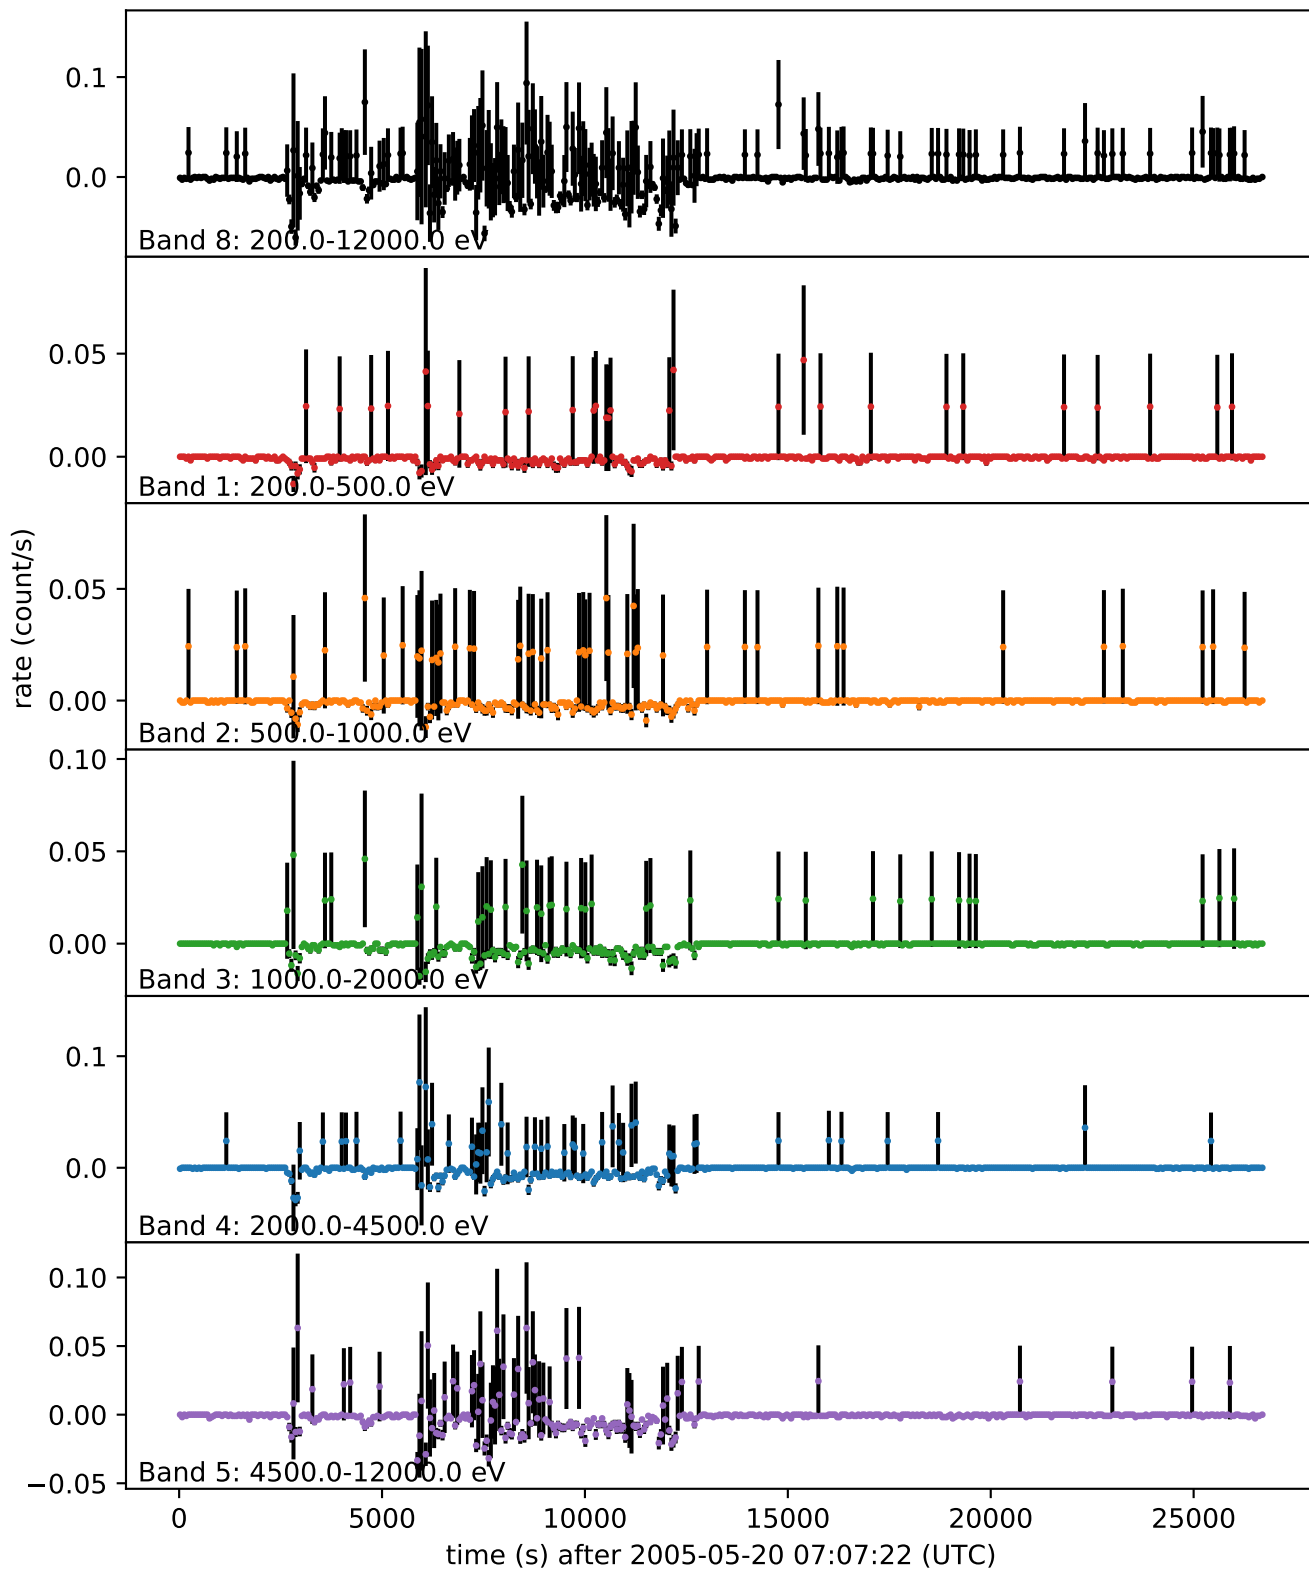 0.1
0.0
Band 8: 200.0-12000.0 eV
0.05
0.00
Band 1: 200.0-500.0 eV
rate (count/s)
0.05
0.00
Band 2: 500.0-1000.0 eV
0.10
0.05
0.00
Band 3: 1000.0-2000.0 eV
0.1
0.0
Band 4: 2000.0-4500.0 eV
0.10
0.05
0.00
−0.05
Band 5: 4500.0-12000.0 eV
0 5000 10000 15000 20000 25000
time (s) after 2005-05-20 07:07:22 (UTC)